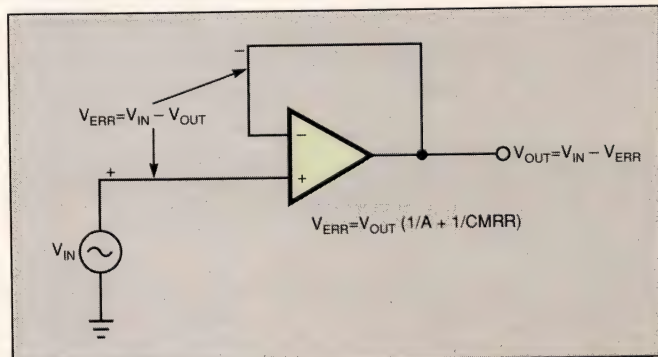 −
V_ERR=V_IN − V_OUT
−
+
+
V_OUT=V_IN − V_ERR
V_ERR=V_OUT (1/A + 1/CMRR)
V_IN